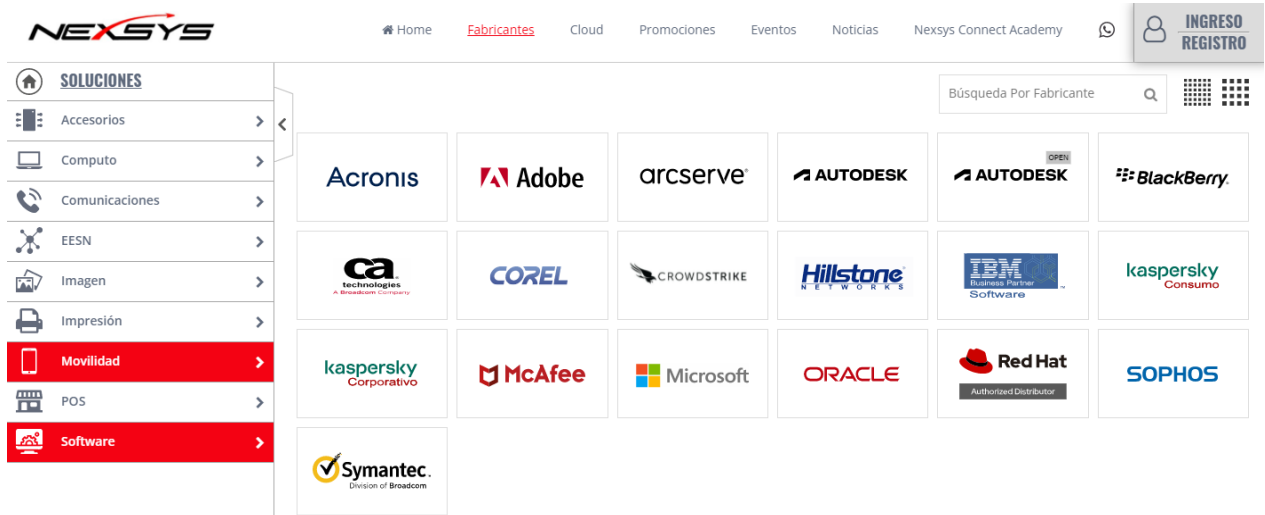 NEXSYS
Home Fabricantes Cloud Promociones Eventos Noticias Nexsys Connect Academy
INGRESO
REGISTRO
SOLUCIONES
Accesorios
Computo
Comunicaciones
EESN
Imagen
Impresión
Movilidad
POS
Software
Búsqueda Por Fabricante
Acronis
Adobe
arcserve®
AUTODESK
OPEN
AUTODESK
BlackBerry.
ca
technologies
A Broadcom Company
COREL
CROWDSTRIKE
Hillstone
NETWORKS
IBM
Business Partner
Software
™
kaspersky
Consumo
kaspersky
Corporativo
McAfee
Microsoft
ORACLE
Red Hat
Authorized Distributor
SOPHOS
Symantec.
Division of Broadcom